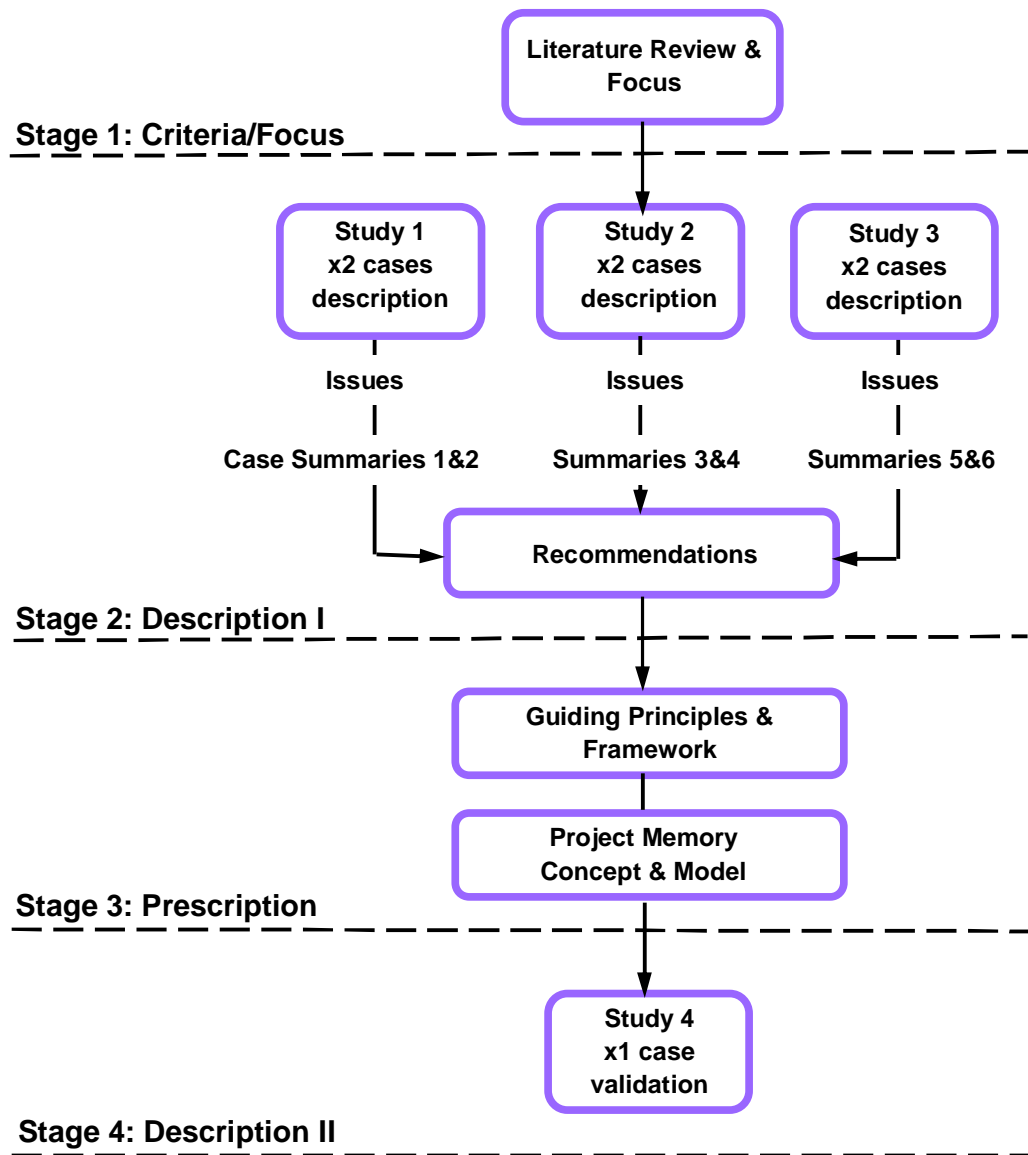 Literature Review &
Focus
Stage 1: Criteria/Focus
Study 1
x2 cases
description
Study 2
x2 cases
description
Study 3
x2 cases
description
Issues
Issues
Issues
Case Summaries 1&2
Summaries 3&4
Summaries 5&6
Recommendations
Stage 2: Description I
Guiding Principles &
Framework
Project Memory
Concept & Model
Stage 3: Prescription
Study 4
x1 case
validation
Stage 4: Description II